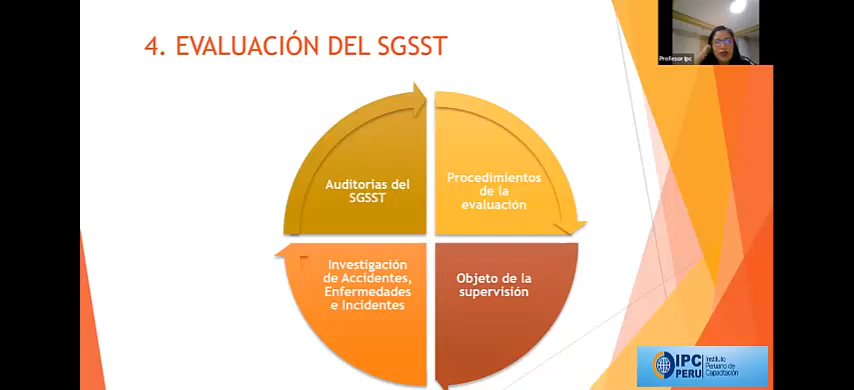 4. EVALUACIÓN DEL SGSST
Profesor Ipc
Auditorias del
SGSST
Procedimientos
de la
evaluación
Investigación
de Accidentes,
Enfermedades
e Incidentes
Objeto de la
supervisión
IPC
PERU
Instituto
Peruano de
Capacitación